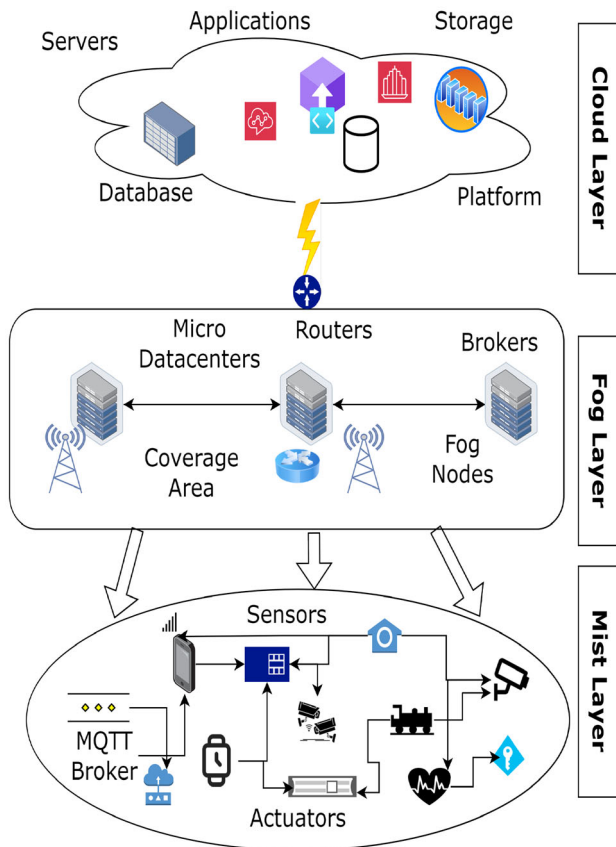 Applications
Storage
Servers
Database
Platform
Cloud Layer
Micro
Datacenters
Routers
Brokers
Coverage
Area
Fog
Nodes
Fog Layer
Sensors
MQTT
Broker
Actuators
Mist Layer